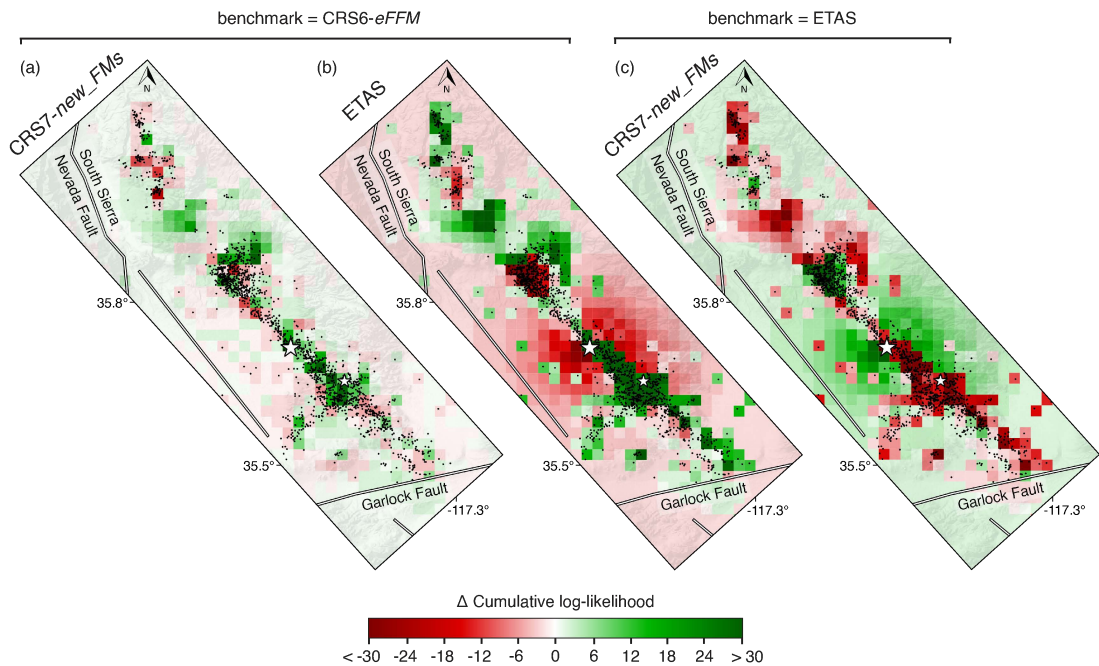 benchmark = CRS6-eFFM
benchmark = ETAS
(a)
CRS7-new_FMs
N
South Sierra
Nevada Fault
35.8°
35.5°
Garlock Fault
-117.3°
(b)
ETAS
N
South Sierra
Nevada Fault
35.8°
35.5°
Garlock Fault
-117.3°
(c)
CRS7-new_FMs
N
South Sierra
Nevada Fault
35.8°
35.5°
Garlock Fault
-117.3°
Δ Cumulative log-likelihood
< -30 -24 -18 -12 -6 0 6 12 18 24 > 30